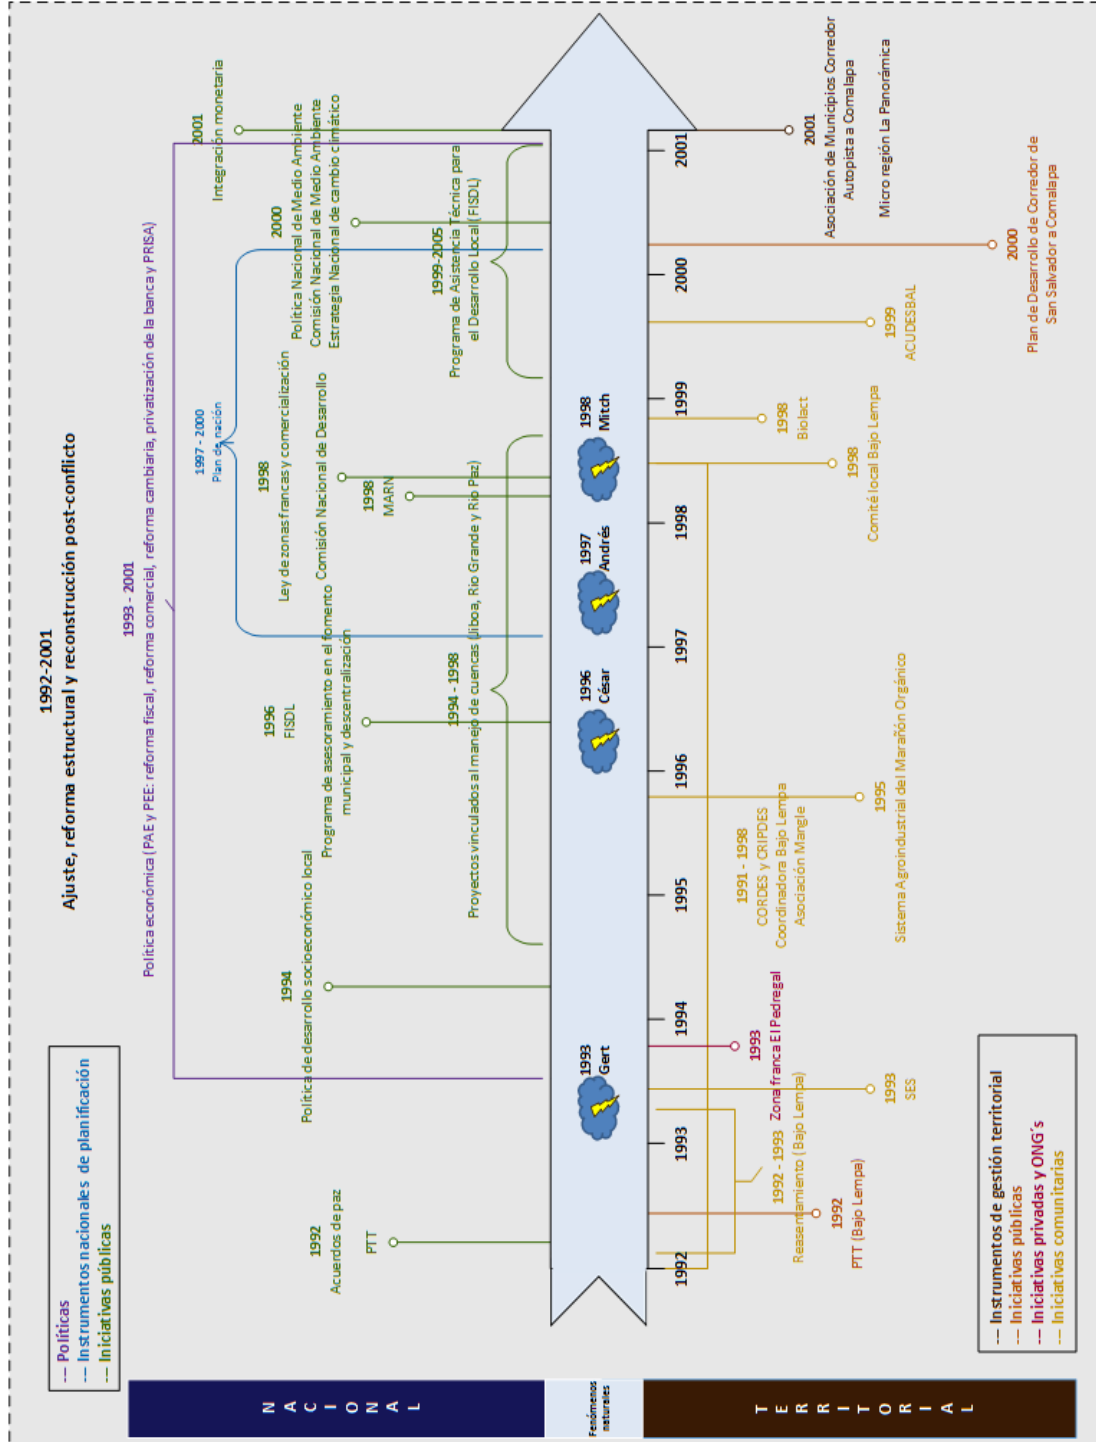 1992-2001
Ajuste, reforma estructural y reconstrucción post-conflicto
--- Políticas
--- Instrumentos nacionales de planificación
--- Iniciativas públicas
NACIONAL
1993 - 2001
Política económica (PAE y PEE: reforma fiscal, reforma comercial, reforma cambiaria, privatización de la banca y PRISA)
1997 - 2000
Plan de nación
1992
Acuerdos de paz
PTT
1994
Política de desarrollo socioeconómico local
1996
FISDL
Programa de asesoramiento en el fomento
municipal y descentralización
1994 - 1998
Proyectos vinculados al manejo de cuencas (Jiboa, Rio Grande y Rio Paz)
1998
Ley de zonas francas y comercialización
Comisión Nacional de Desarrollo
1998
MARN
2000
Política Nacional de Medio Ambiente
Comisión Nacional de Medio Ambiente
Estrategia Nacional de cambio climático
1999-2005
Programa de Asistencia Técnica para
el Desarrollo Local (FISDL)
2001
Integración monetaria
Fenómenos
naturales
1993
Gert
1996
César
1997
Andrés
1998
Mitch
1992
1993
1994
1995
1996
1997
1998
1999
2000
2001
TERRITORIAL
1992
PTT (Bajo Lempa)
1992 - 1993
Reasentamiento (Bajo Lempa)
1993
SES
1993
Zona franca El Pedregal
1991 - 1998
CORDES y CRIPDES
Coordinadora Bajo Lempa
Asociación Mangle
1995
Sistema Agroindustrial del Marañón Orgánico
1998
Comité local Bajo Lempa
1998
Biolact
1999
ACUDESBAL
2000
Plan de Desarrollo de Corredor de
San Salvador a Comalapa
2001
Asociación de Municipios Corredor
Autopista a Comalapa
Micro región La Panorámica
--- Instrumentos de gestión territorial
--- Iniciativas públicas
--- Iniciativas privadas y ONG´s
--- Iniciativas comunitarias